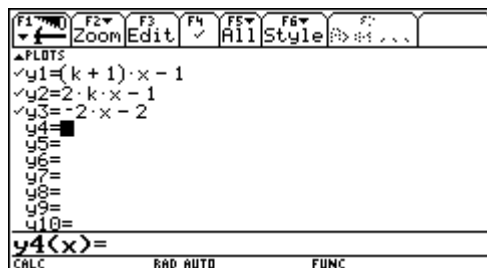 F1 F2 F3 F4 F5 F6 F7
Zoom Edit ✓ All Style
▲PLOTS
✓y1=(k + 1)·x − 1
✓y2=2·k·x − 1
✓y3=⁻2·x − 2
y4=
y5=
y6=
y7=
y8=
y9=
y10=
y4(x)=
CALC RAD AUTO FUNC